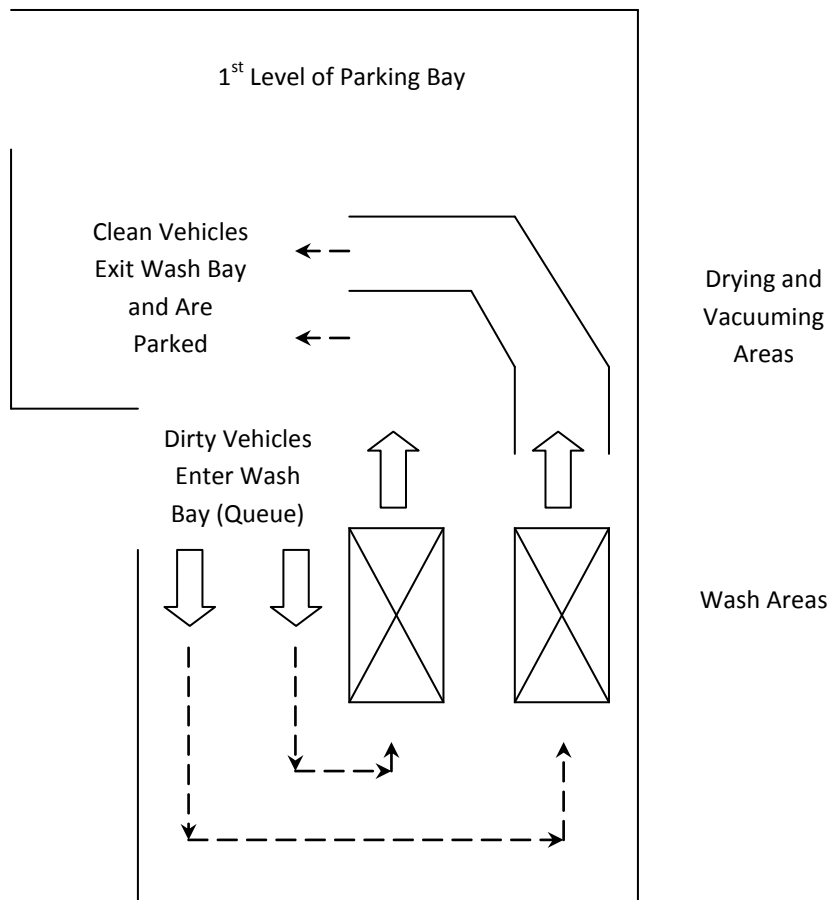 1st Level of Parking Bay
Clean Vehicles
Exit Wash Bay
and Are
Parked
Drying and
Vacuuming
Areas
Dirty Vehicles
Enter Wash
Bay (Queue)
Wash Areas